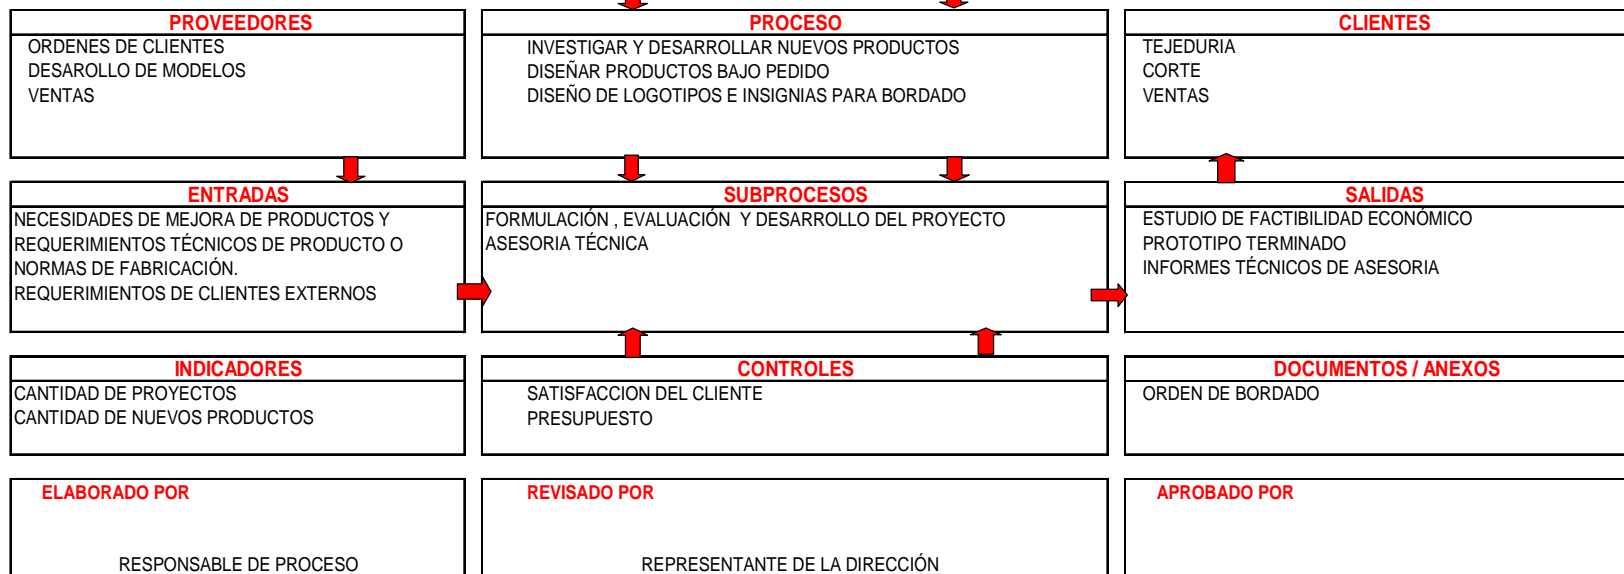 PROVEEDORES
ORDENES DE CLIENTES
DESAROLLO DE MODELOS
VENTAS
PROCESO
INVESTIGAR Y DESARROLLAR NUEVOS PRODUCTOS
DISEÑAR PRODUCTOS BAJO PEDIDO
DISEÑO DE LOGOTIPOS E INSIGNIAS PARA BORDADO
CLIENTES
TEJEDURIA
CORTE
VENTAS
ENTRADAS
NECESIDADES DE MEJORA DE PRODUCTOS Y
REQUERIMIENTOS TÉCNICOS DE PRODUCTO O
NORMAS DE FABRICACIÓN.
REQUERIMIENTOS DE CLIENTES EXTERNOS
SUBPROCESOS
FORMULACIÓN , EVALUACIÓN Y DESARROLLO DEL PROYECTO
ASESORIA TÉCNICA
SALIDAS
ESTUDIO DE FACTIBILIDAD ECONÓMICO
PROTOTIPO TERMINADO
INFORMES TÉCNICOS DE ASESORIA
INDICADORES
CANTIDAD DE PROYECTOS
CANTIDAD DE NUEVOS PRODUCTOS
CONTROLES
SATISFACCION DEL CLIENTE
PRESUPUESTO
DOCUMENTOS / ANEXOS
ORDEN DE BORDADO
ELABORADO POR
RESPONSABLE DE PROCESO
REVISADO POR
REPRESENTANTE DE LA DIRECCIÓN
APROBADO POR